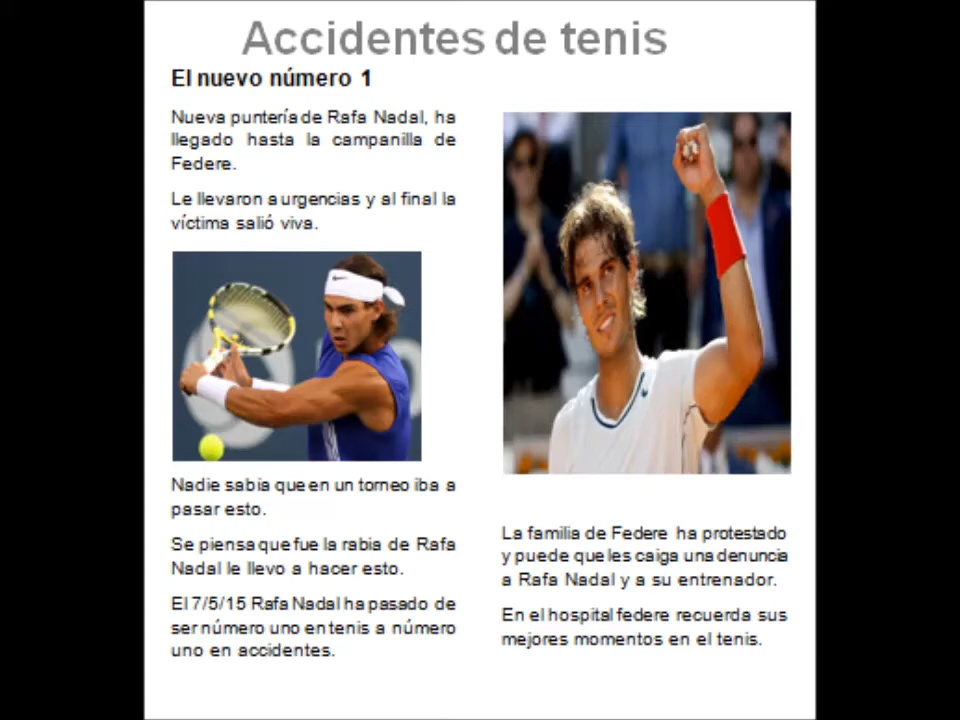 Accidentes de tenis
El nuevo número 1
Nueva puntería de Rafa Nadal, ha
llegado hasta la campanilla de
Federe.
Le llevaron a urgencias y al final la
víctima salió viva.
Nadie sabía que en un torneo iba a
pasar esto.
Se piensa que fue la rabia de Rafa
Nadal le llevo a hacer esto.
El 7/5/15 Rafa Nadal ha pasado de
ser número uno en tenis a número
uno en accidentes.
La familia de Federe ha protestado
y puede que les caiga una denuncia
a Rafa Nadal y a su entrenador.
En el hospital federe recuerda sus
mejores momentos en el tenis.